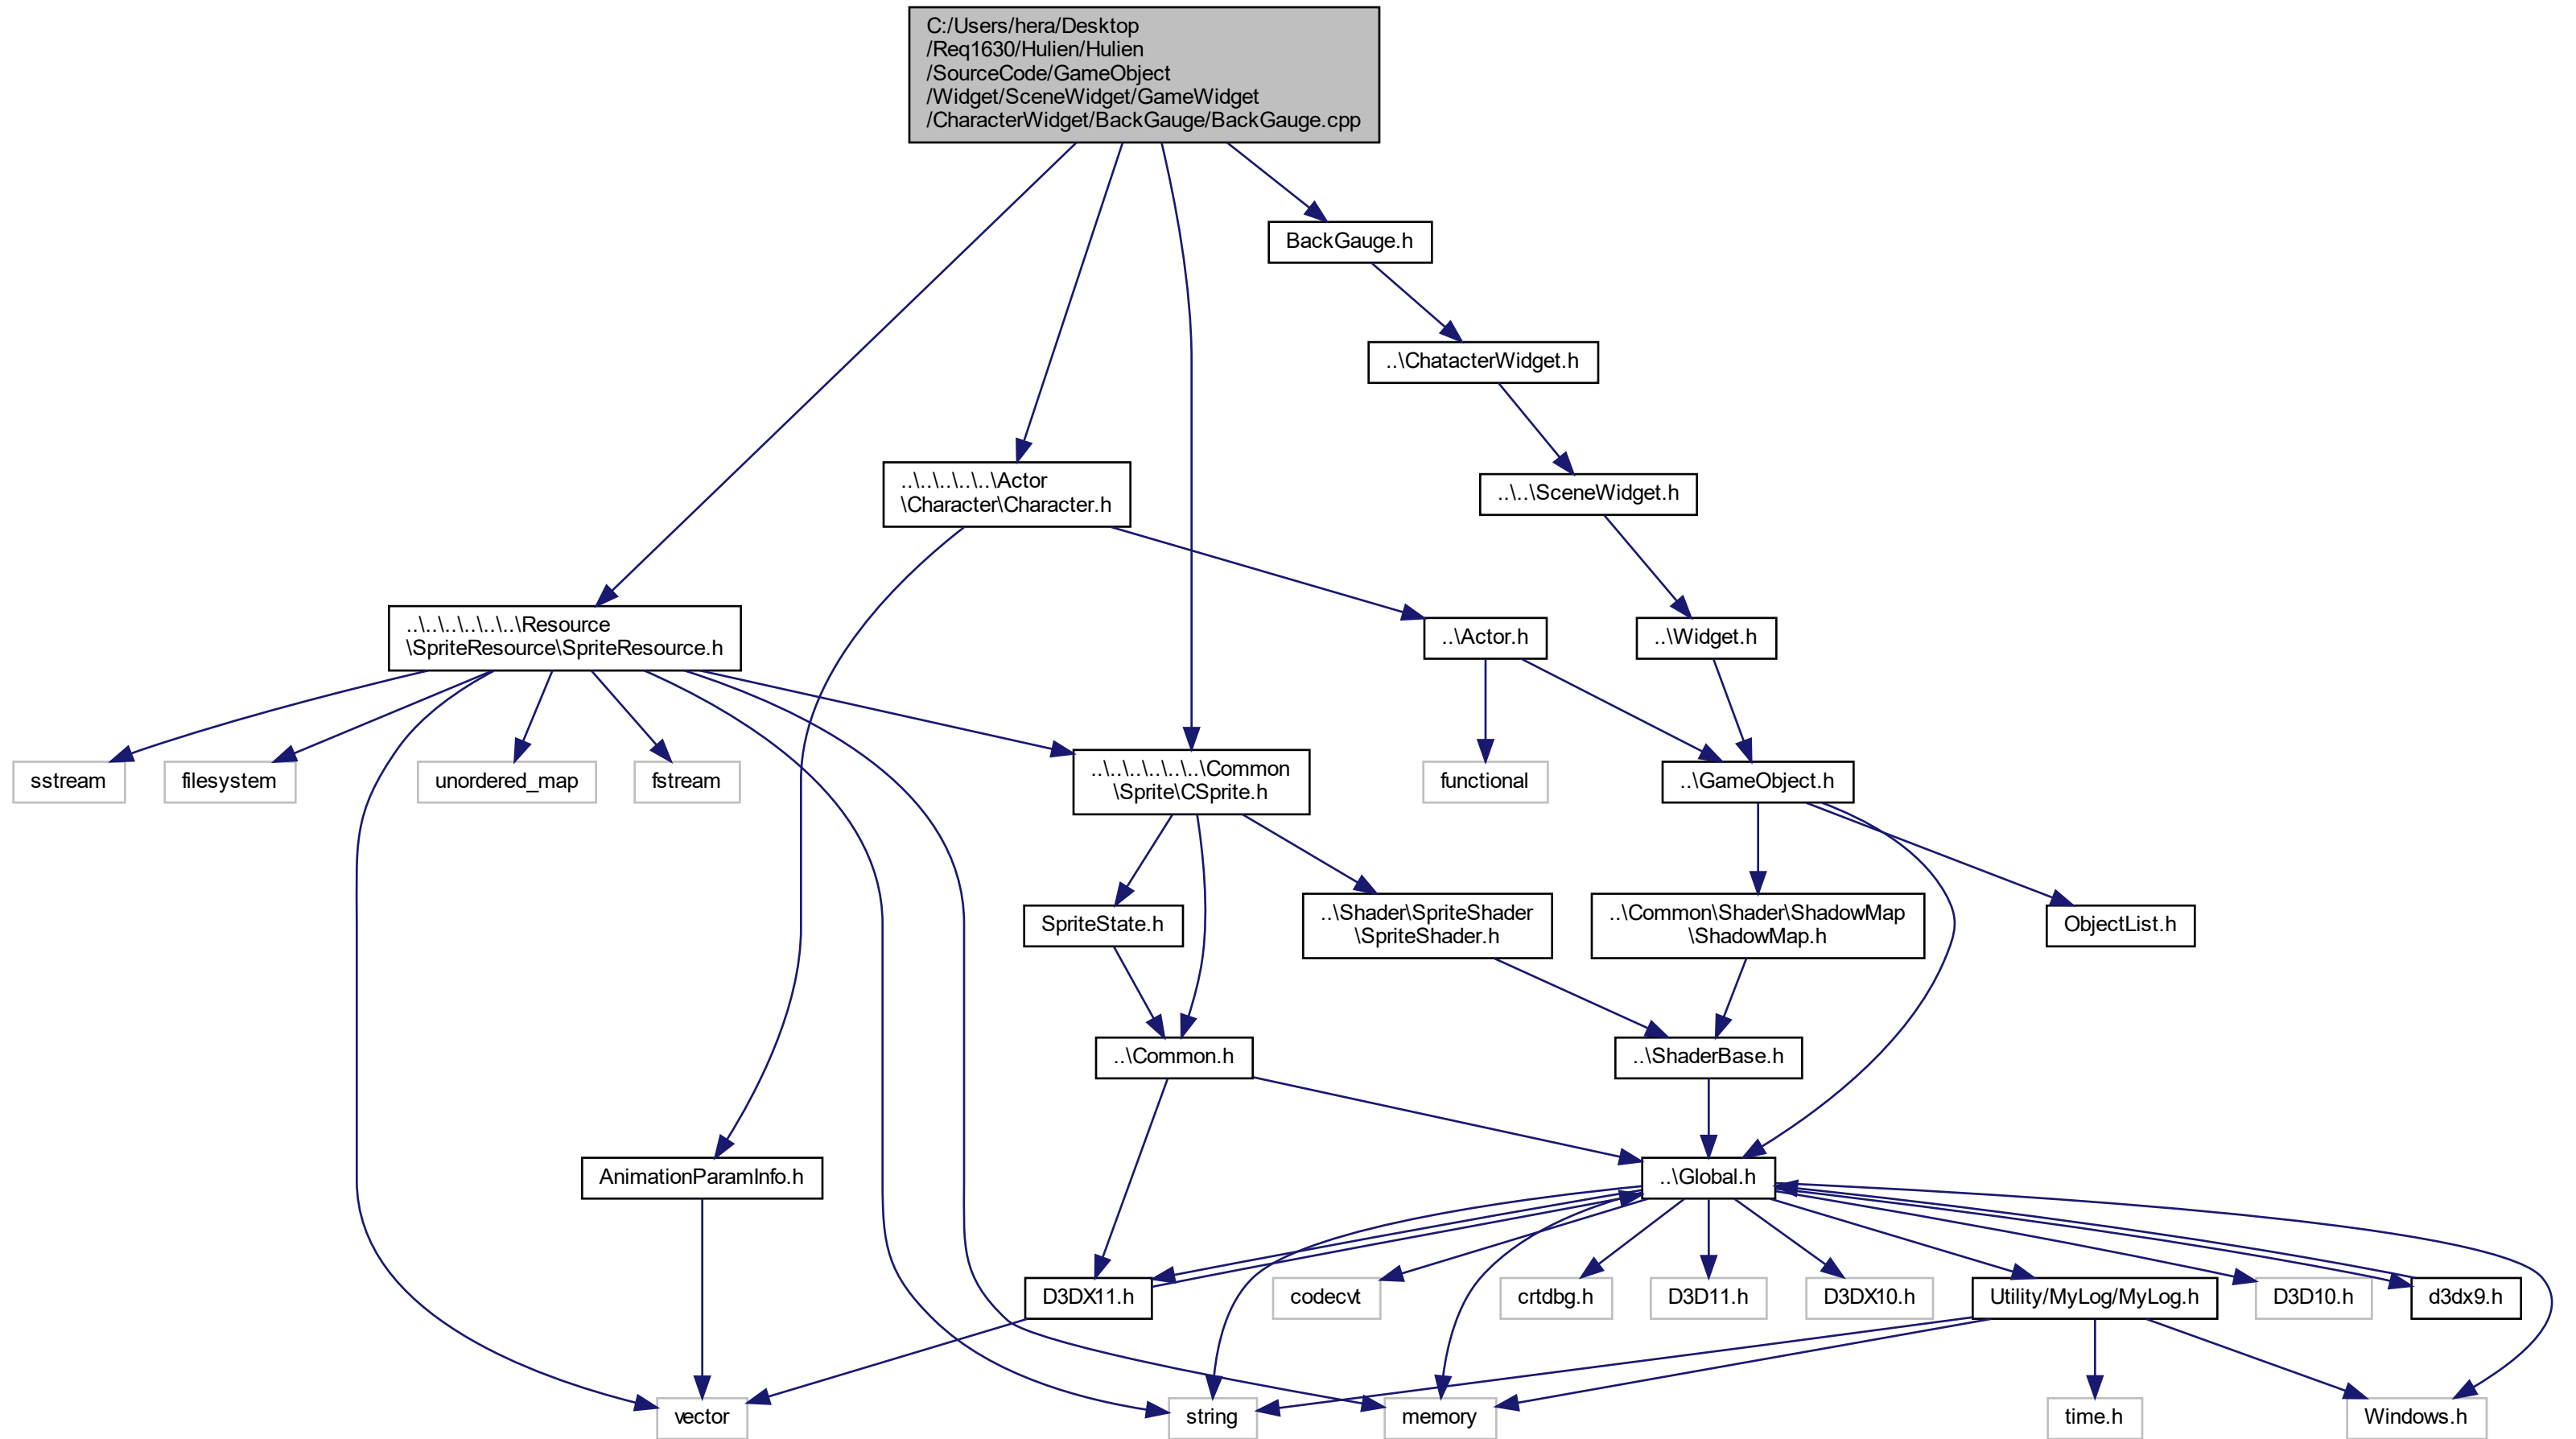 C:/Users/hera/Desktop
/Req1630/Hulien/Hulien
/SourceCode/GameObject
/Widget/SceneWidget/GameWidget
/CharacterWidget/BackGauge/BackGauge.cpp
BackGauge.h
..\ChatacterWidget.h
..\..\..\..\..\Actor
\Character\Character.h
..\..\SceneWidget.h
..\..\..\..\..\..\Resource
\SpriteResource\SpriteResource.h
..\Actor.h
..\Widget.h
sstream
filesystem
unordered_map
fstream
..\..\..\..\..\..\Common
\Sprite\CSprite.h
functional
..\GameObject.h
SpriteState.h
..\Shader\SpriteShader
\SpriteShader.h
..\Common\Shader\ShadowMap
\ShadowMap.h
ObjectList.h
..\Common.h
..\ShaderBase.h
AnimationParamInfo.h
..\Global.h
D3DX11.h
codecvt
crtdbg.h
D3D11.h
D3DX10.h
Utility/MyLog/MyLog.h
D3D10.h
d3dx9.h
vector
string
memory
time.h
Windows.h